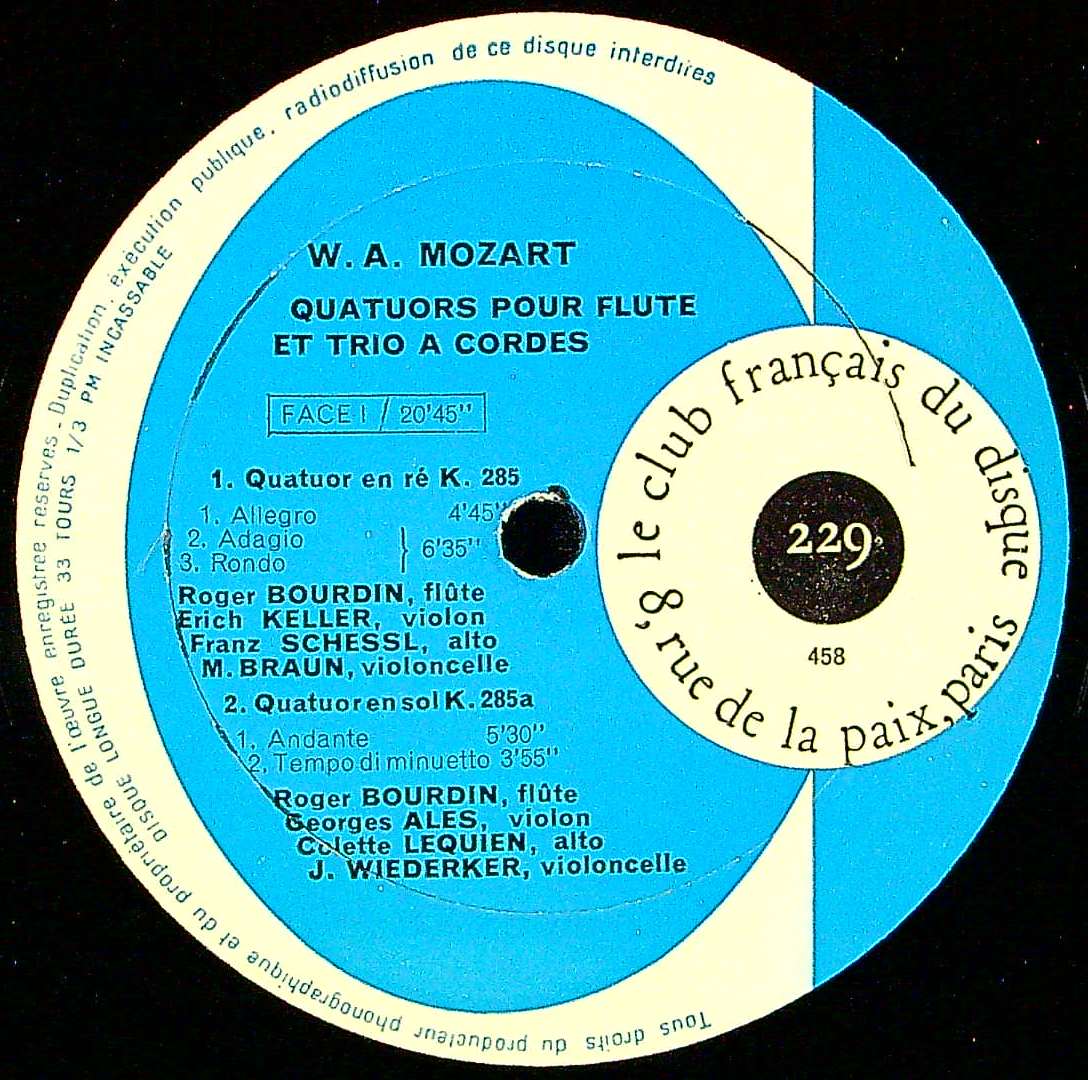 W. A. MOZART
QUATUORS POUR FLUTE
ET TRIO A CORDES
FACE I / 20'45"
1. Quatuor en ré K. 285
1. Allegro 4'45"
2. Adagio
3. Rondo } 6'35"
Roger BOURDIN, flûte
Erich KELLER, violon
Franz SCHESSL, alto
M. BRAUN, violoncelle
2. Quatuor en sol K. 285a
1. Andante 5'30"
2. Tempo di minuetto 3'55"
Roger BOURDIN, flûte
Georges ALES, violon
Colette LEQUIEN, alto
J. WIEDERKER, violoncelle
le club français du disque
8, rue de la paix, paris
229
458
Tous droits du producteur phonographique et du propriétaire de l'œuvre enregistrée réservés - Duplication, exécution publique, radiodiffusion de ce disque interdites
DISQUE LONGUE DURÉE 33 TOURS 1/3 PM INCASSABLE